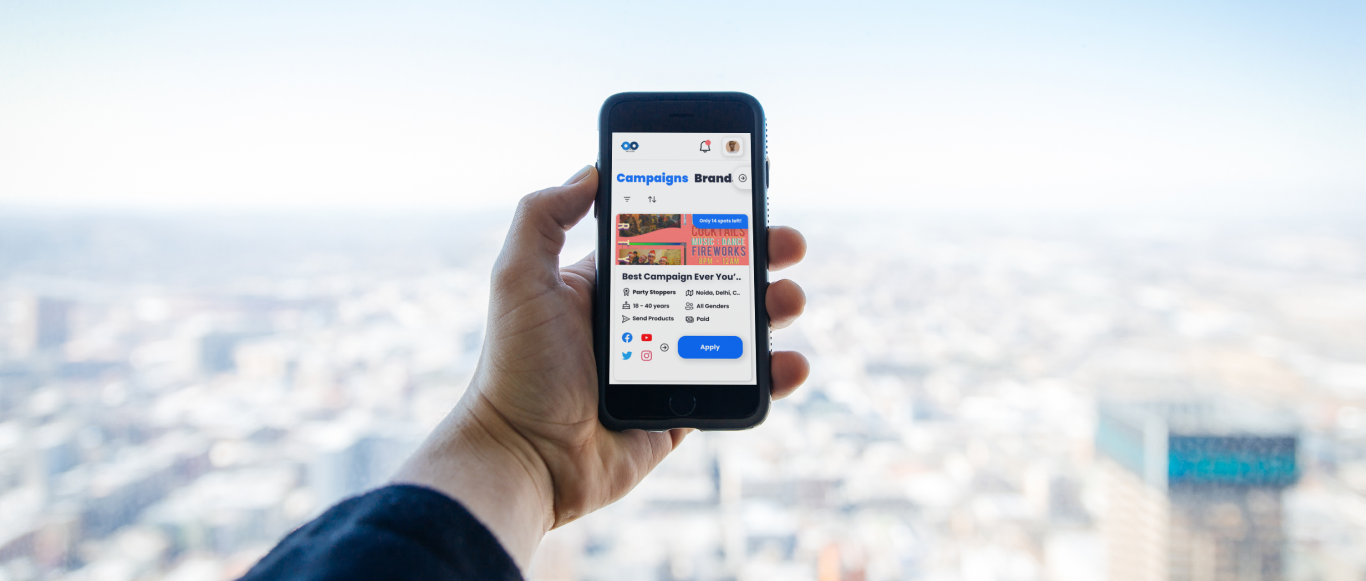 Campaigns Brand
Only 14 spots left!
COCKTAILS
MUSIC | DANCE
FIREWORKS
8PM - 12AM
Best Campaign Ever You'..
Party Stoppers
Noida, Delhi, C..
18 - 40 years
All Genders
Send Products
Paid
Apply